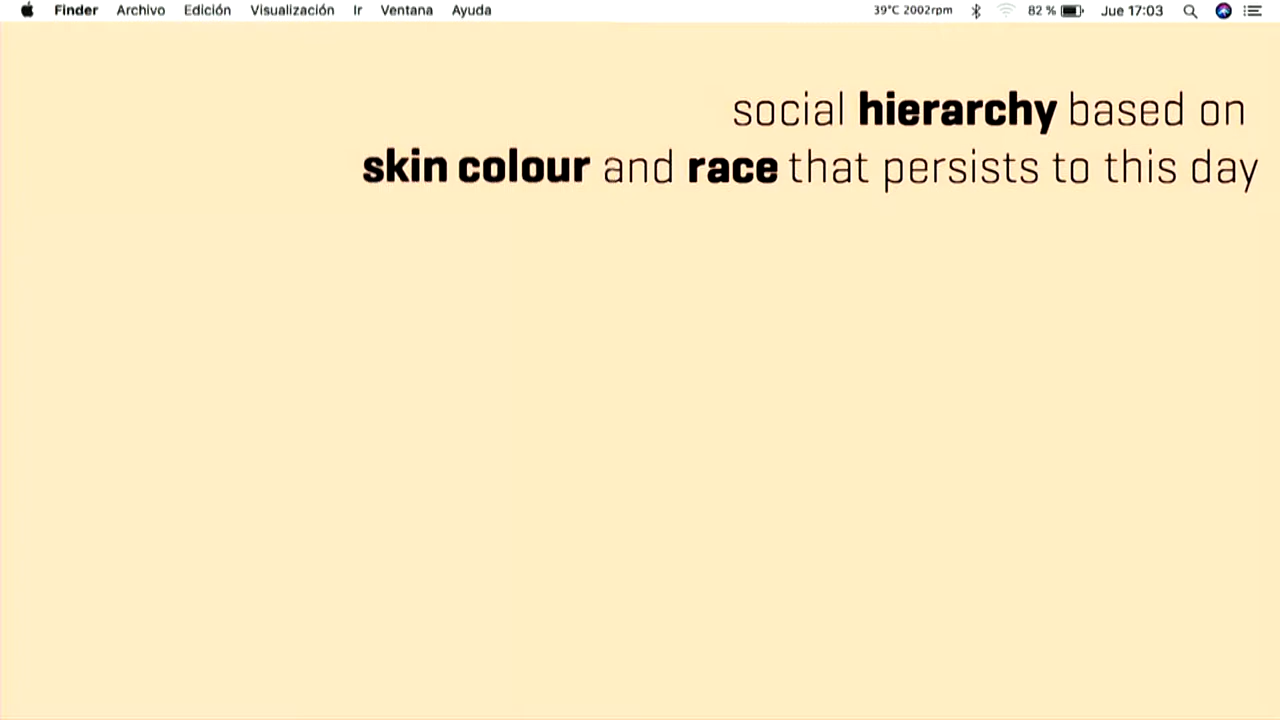 Finder Archivo Edición Visualización Ir Ventana Ayuda 39°C 2002rpm 82 % Jue 17:03
social hierarchy based on
skin colour and race that persists to this day